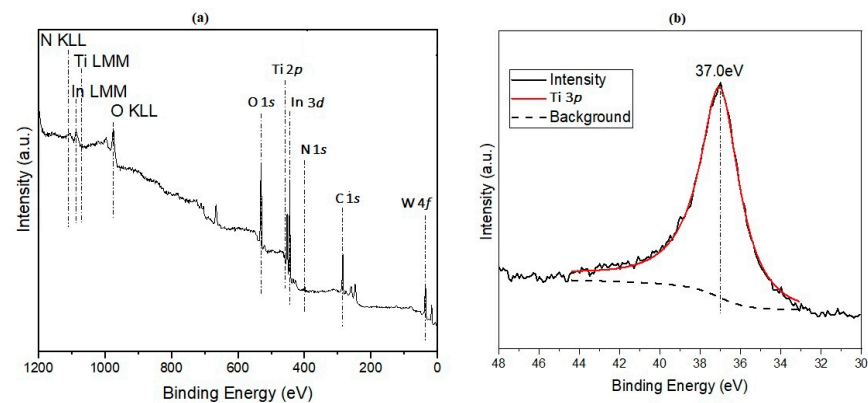 (a)
N KLL
Ti LMM
In LMM
O KLL
O 1s
Ti 2p
In 3d
N 1s
C 1s
W 4f
Intensity (a.u.)
1200 1000 800 600 400 200 0
Binding Energy (eV)
(b)
Intensity
Ti 3p
Background
37.0eV
Intensity (a.u.)
48 46 44 42 39 38 36 34 32 30
Binding Energy (eV)